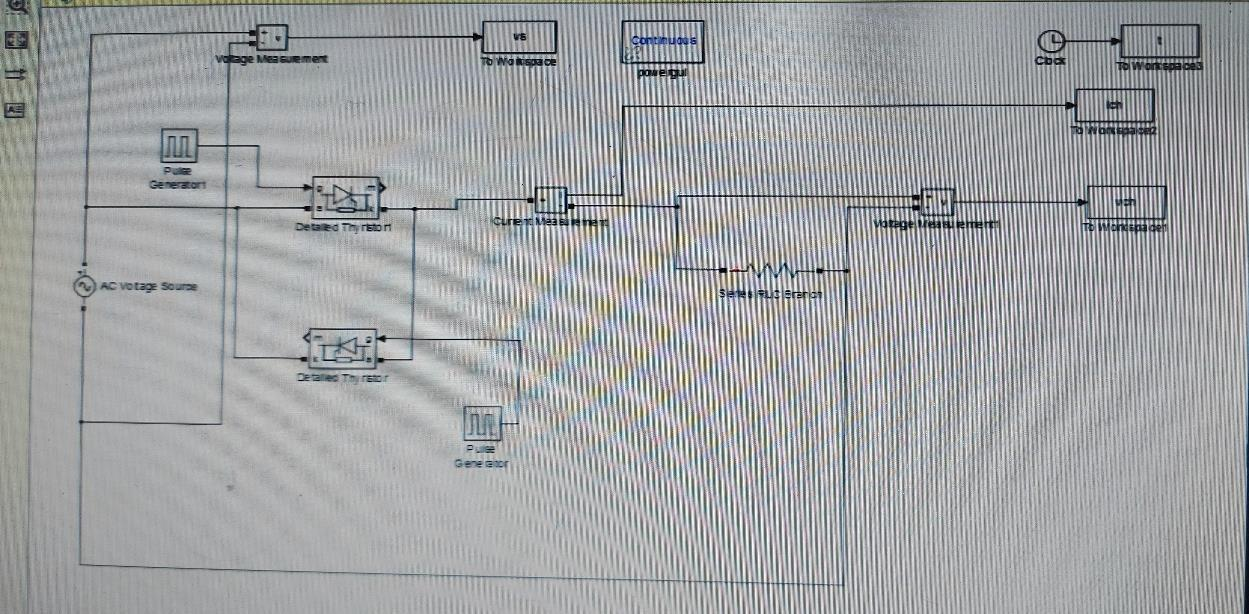 v
Voltage Measurement
vs
To Workspace
Continuous
powergui
Clock
t
To Workspace3
Ich
To Workspace2
Pulse
Generator1
g
m
a
k
Detailed Thyristor1
Current Measurement
v
Voltage Measurement1
vch
To Workspace1
AC Voltage Source
Series RLC Branch
m
g
k
a
Detailed Thyristor
Pulse
Generator